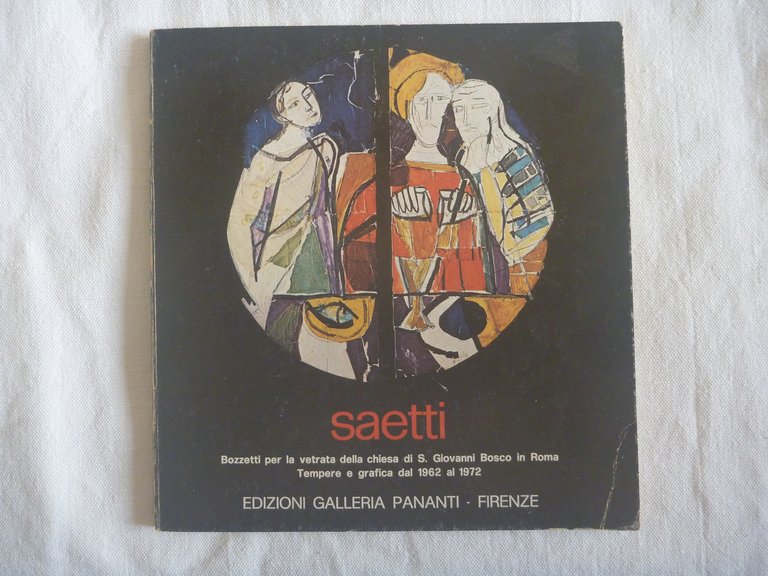 saetti
Bozzetti per la vetrata della chiesa di S. Giovanni Bosco in Roma
Tempere e grafica dal 1962 al 1972
EDIZIONI GALLERIA PANANTI - FIRENZE